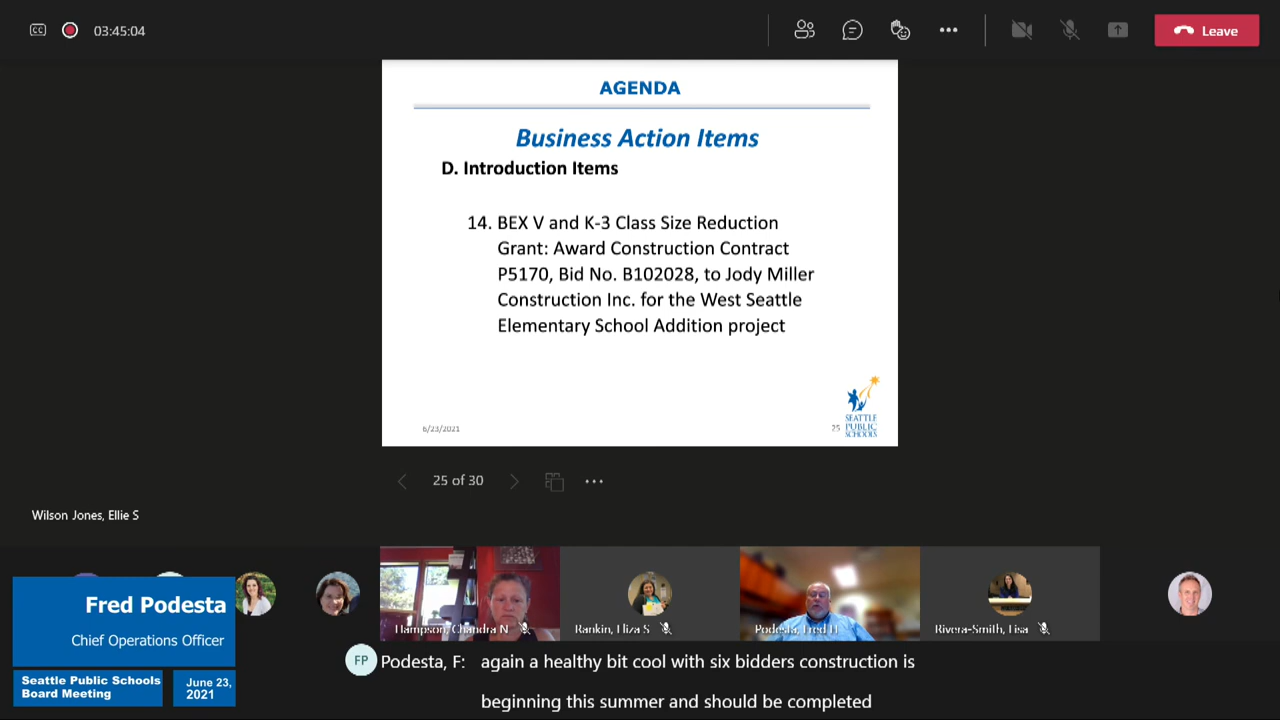 CC
03:45:04
Leave
AGENDA
Business Action Items
D. Introduction Items
14. BEX V and K-3 Class Size Reduction
Grant: Award Construction Contract
P5170, Bid No. B102028, to Jody Miller
Construction Inc. for the West Seattle
Elementary School Addition project
6/23/2021
25
SEATTLE
PUBLIC
SCHOOLS
25 of 30
Wilson Jones, Ellie S
Hampson, Chandra N
Rankin, Eliza S
Podesta, Fred H
Rivera-Smith, Lisa
Fred Podesta
Chief Operations Officer
Seattle Public Schools
Board Meeting
June 23,
2021
FP
Podesta, F: again a healthy bit cool with six bidders construction is
beginning this summer and should be completed